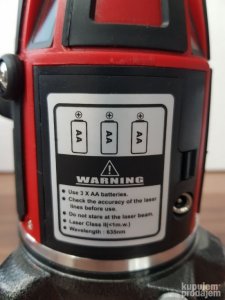 AA AA AA
WARNING
● Use 3 X AA batteries.
● Check the accuracy of the laser
lines before use.
● Do not stare at the laser beam.
● Laser Class II(<1m.w.)
● Wavelength : 635nm
kupujem
prodajem